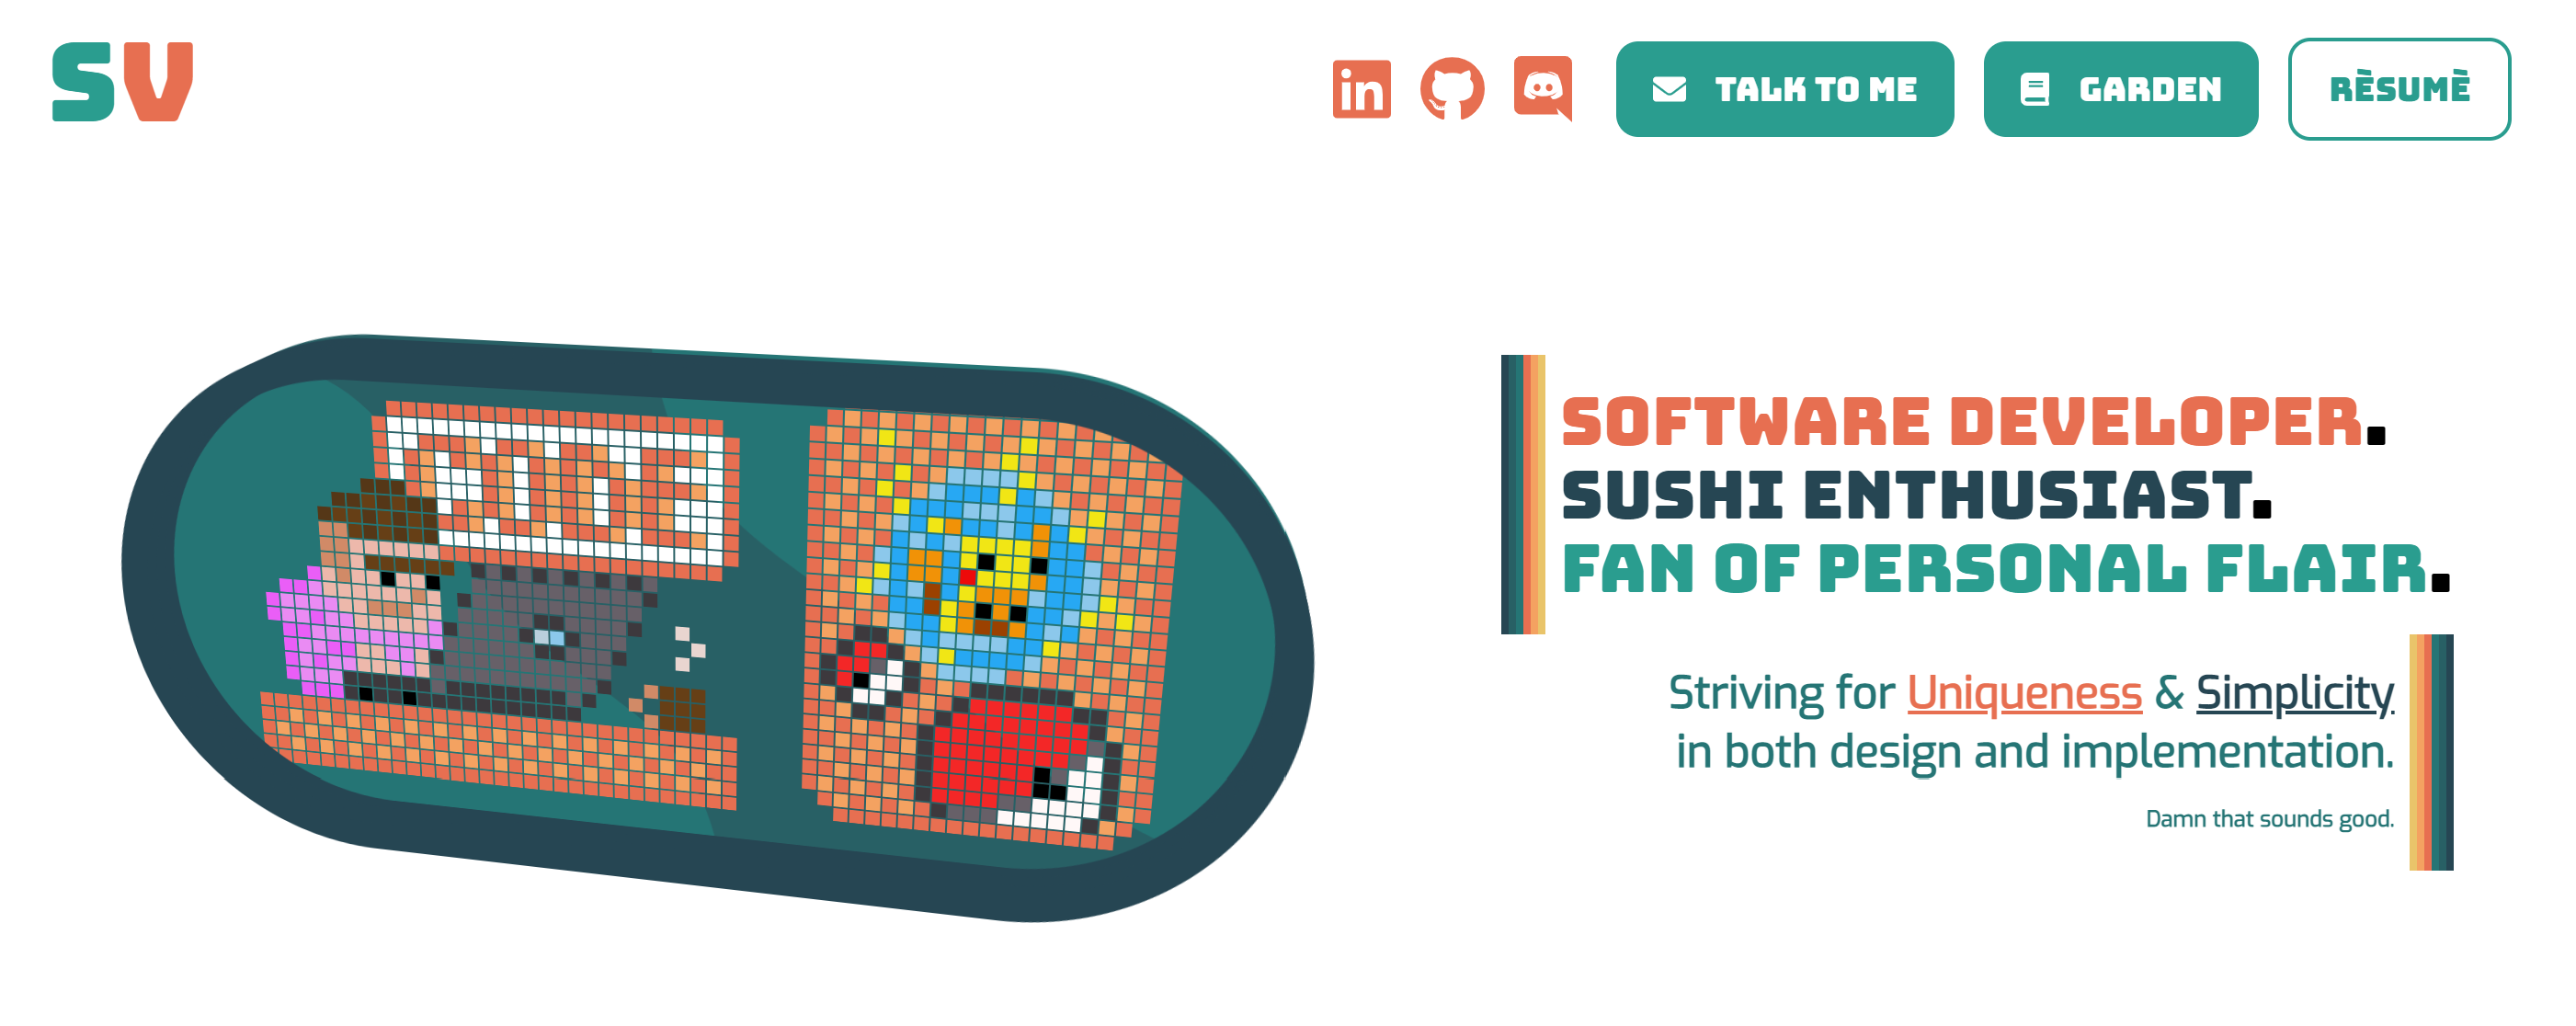 SV
in
TALK TO ME
GARDEN
RÈSUMÈ
SOFTWARE DEVELOPER.
SUSHI ENTHUSIAST.
FAN OF PERSONAL FLAIR.
Striving for Uniqueness & Simplicity
in both design and implementation.
Damn that sounds good.